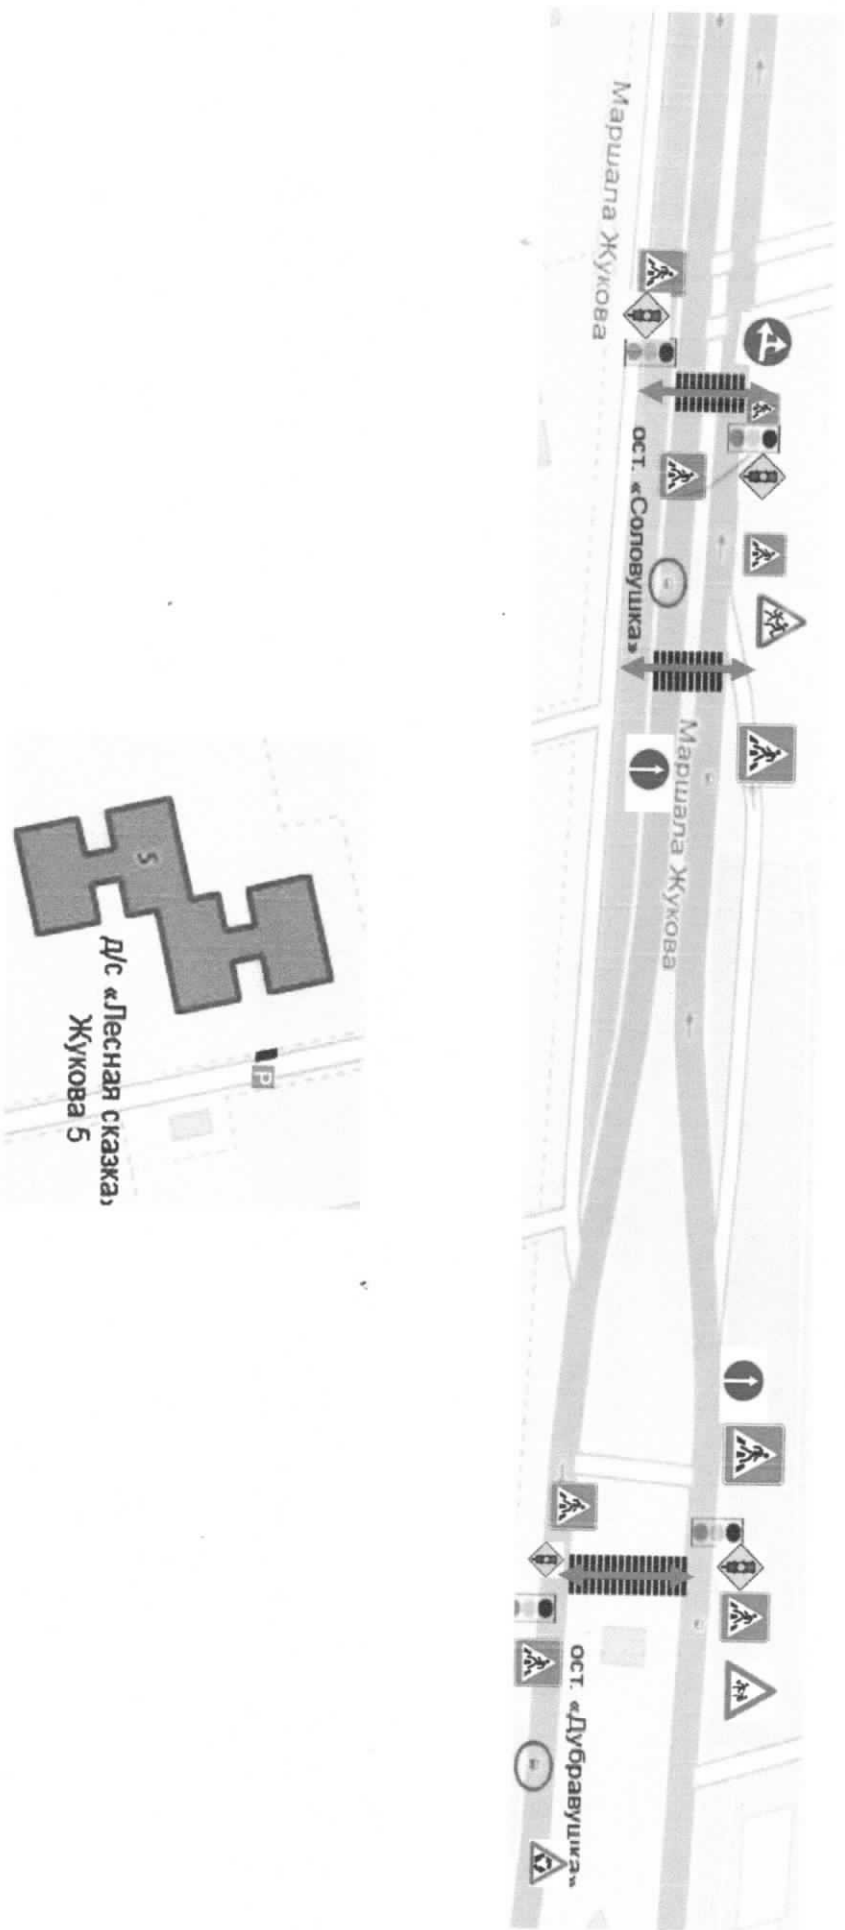 Маршала Жукова
ост. «Соловушка»
Маршала Жукова
ост. «Дубравушка»
5
д/с «Лесная сказка»
Жукова 5
P